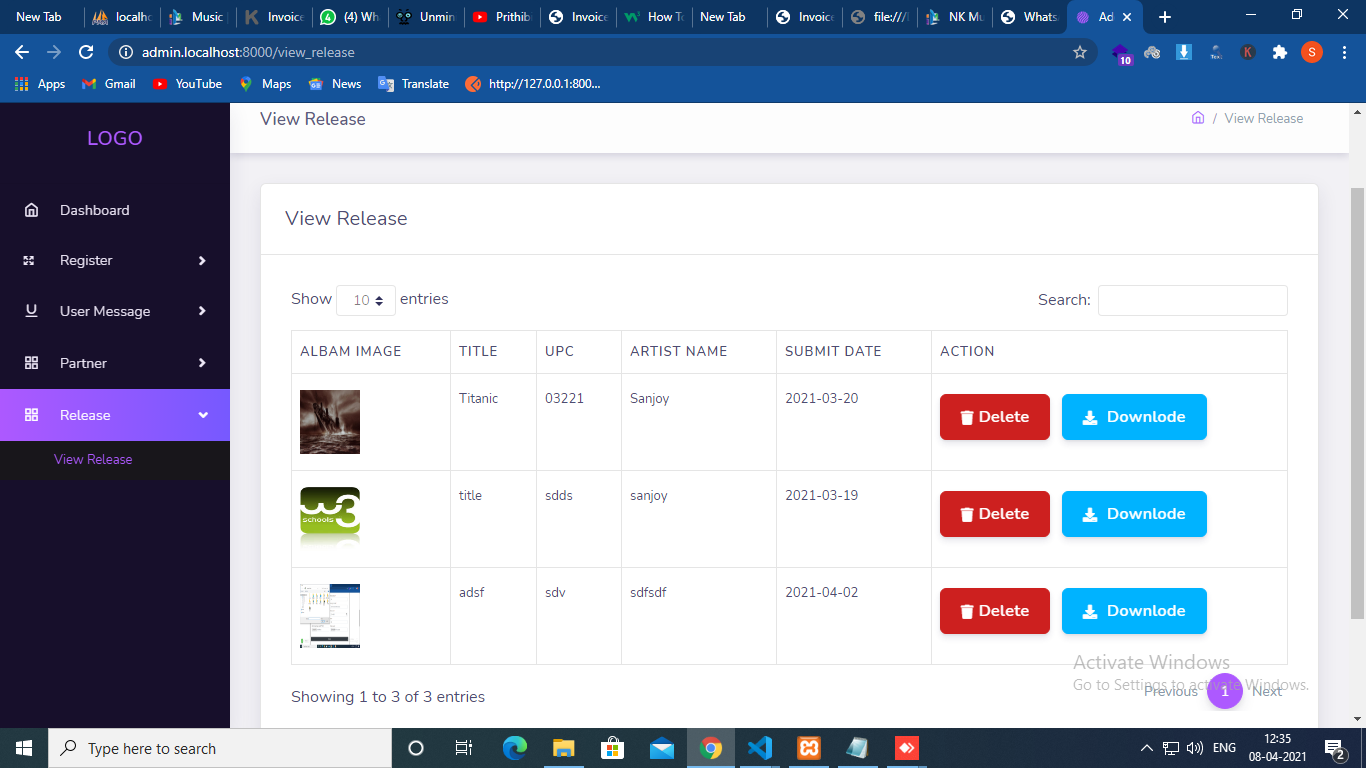 New Tab
localhc
Music
Invoice
(4) Wh
Unmin
Prithiba
Invoice
How To
New Tab
Invoice
file:///
NK Mu
Whats
Ad
admin.localhost:8000/view_release
10
K
S
Apps
Gmail
YouTube
Maps
News
Translate
http://127.0.0.1:800...
LOGO
View Release
/ View Release
Dashboard
Register
User Message
Partner
Release
View Release
View Release
Show 10 entries
Search:
ALBAM IMAGE TITLE UPC ARTIST NAME SUBMIT DATE ACTION
Titanic 03221 Sanjoy 2021-03-20 Delete Downlode
schools
title sdds sanjoy 2021-03-19 Delete Downlode
adsf sdv sdfsdf 2021-04-02 Delete Downlode
Activate Windows
Go to Settings to activate Windows.
Showing 1 to 3 of 3 entries
Previous 1 Next
Type here to search
ENG
12:35
08-04-2021
2